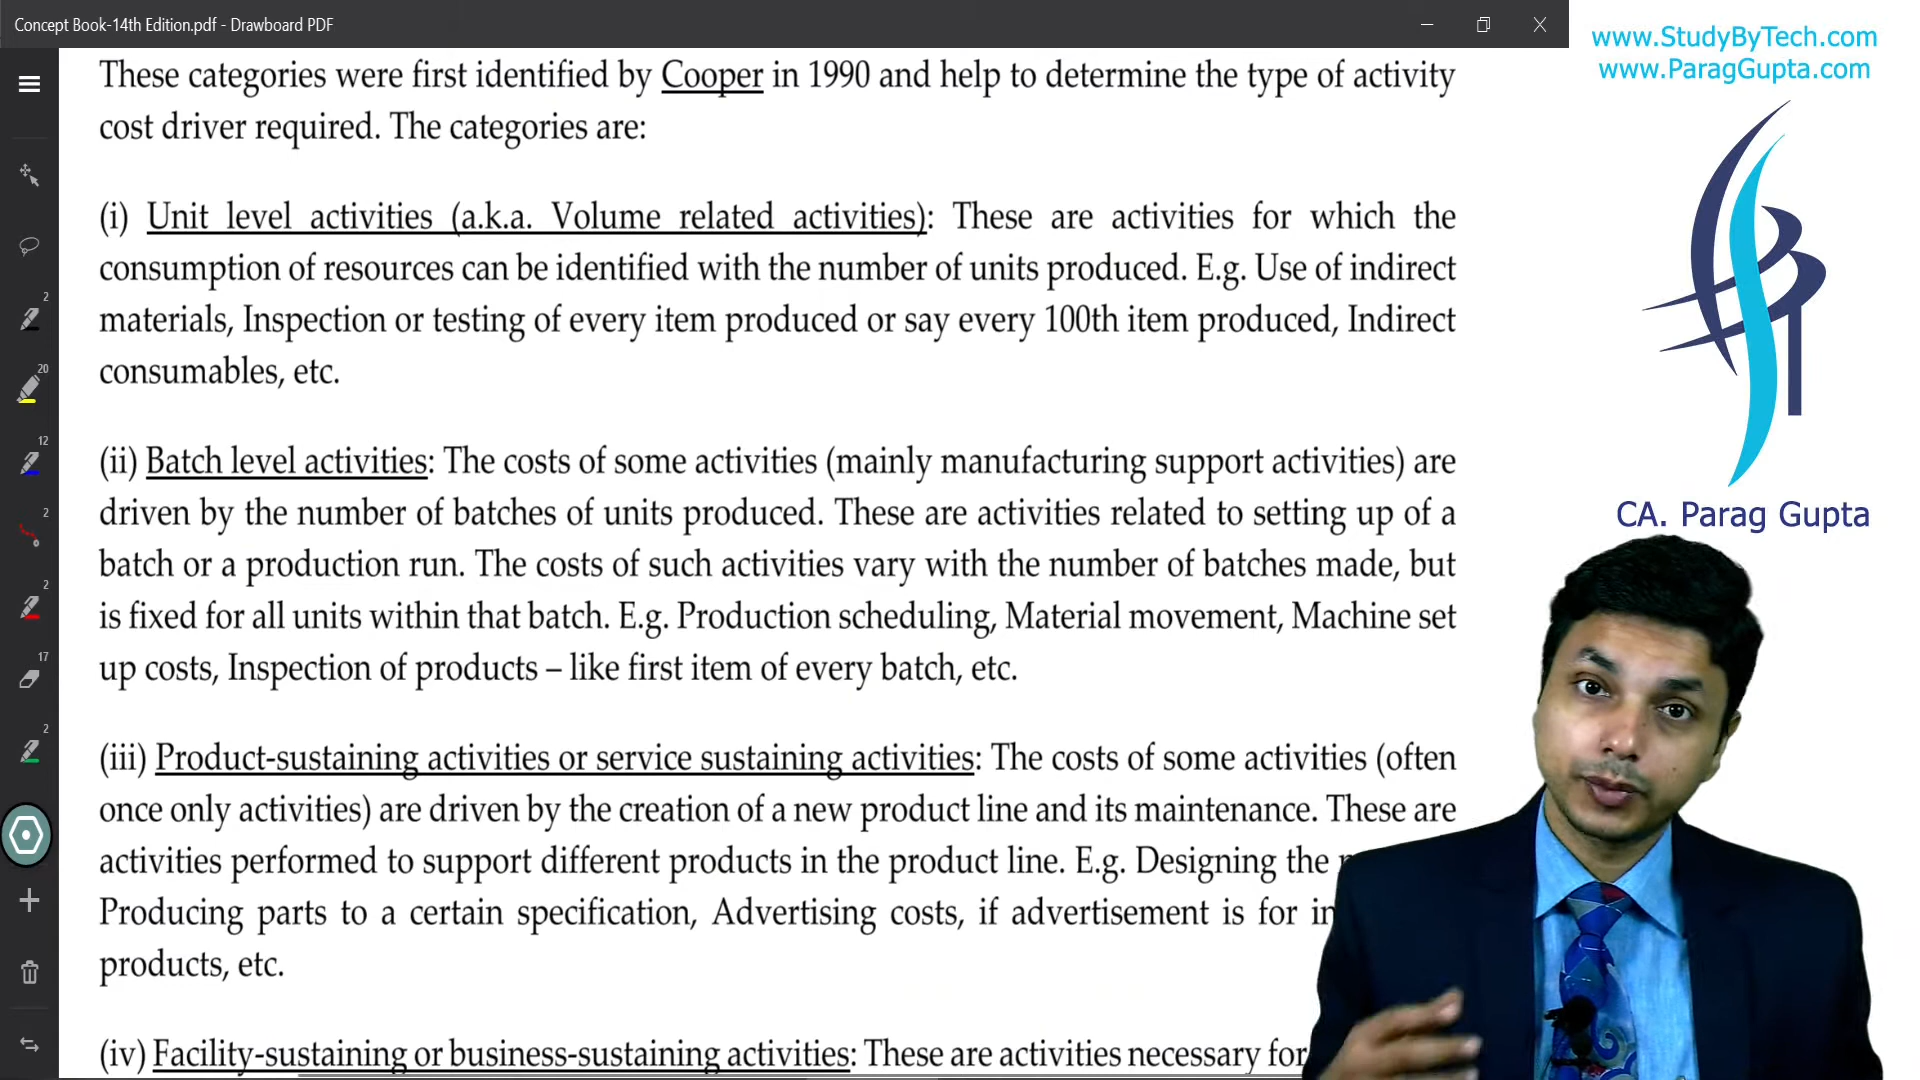 Concept Book-14th Edition.pdf - Drawboard PDF
www.StudyByTech.com
www.ParagGupta.com
These categories were first identified by Cooper in 1990 and help to determine the type of activity
cost driver required. The categories are:
(i) Unit level activities (a.k.a. Volume related activities): These are activities for which the
consumption of resources can be identified with the number of units produced. E.g. Use of indirect
materials, Inspection or testing of every item produced or say every 100th item produced, Indirect
consumables, etc.
(ii) Batch level activities: The costs of some activities (mainly manufacturing support activities) are
driven by the number of batches of units produced. These are activities related to setting up of a
batch or a production run. The costs of such activities vary with the number of batches made, but
is fixed for all units within that batch. E.g. Production scheduling, Material movement, Machine set
up costs, Inspection of products – like first item of every batch, etc.
(iii) Product-sustaining activities or service sustaining activities: The costs of some activities (often
once only activities) are driven by the creation of a new product line and its maintenance. These are
activities performed to support different products in the product line. E.g. Designing the
Producing parts to a certain specification, Advertising costs, if advertisement is for
products, etc.
(iv) Facility-sustaining or business-sustaining activities: These are activities necessary for
CA. Parag Gupta
2
20
12
2
2
17
2